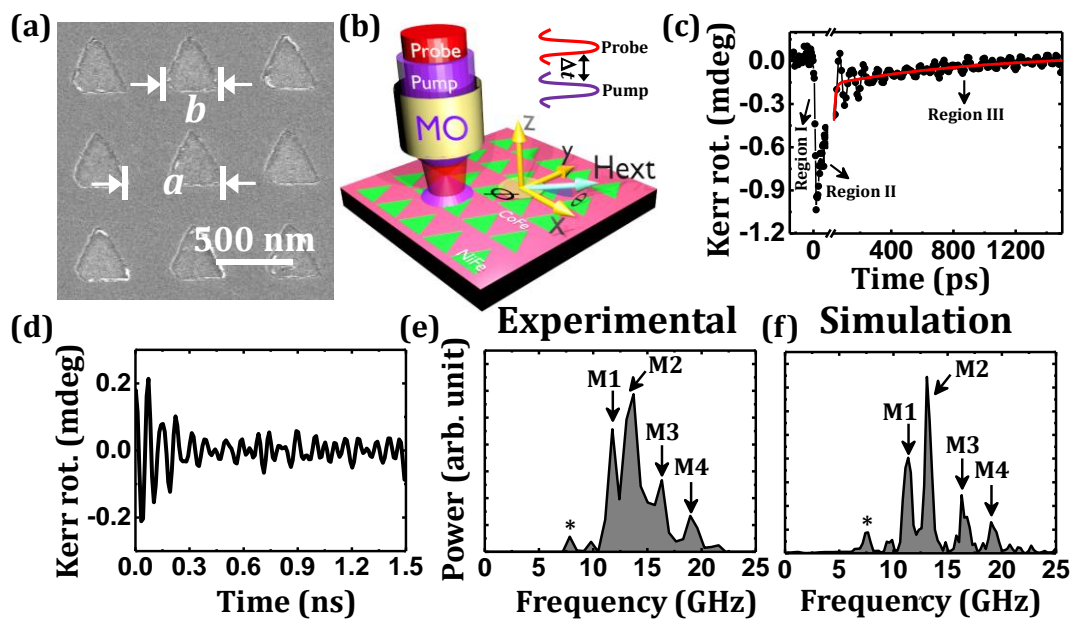 (a)
b
a
500 nm
(b)
Probe
Pump
MO
Probe
Δt
Pump
z
y
x
Hext
φ
θ
CoFe
NiFe
(c)
Kerr rot. (mdeg)
0.0
-0.3
-0.6
-0.9
-1.2
Region I
Region II
Region III
0 400 800 1200
Time (ps)
(d)
Kerr rot. (mdeg)
0.2
0.0
-0.2
0.0 0.3 0.6 0.9 1.2 1.5
Time (ns)
(e) Experimental
Power (arb. unit)
M1
M2
M3
M4
*
0 5 10 15 20 25
Frequency (GHz)
(f) Simulation
M1
M2
M3
M4
*
0 5 10 15 20 25
Frequency (GHz)